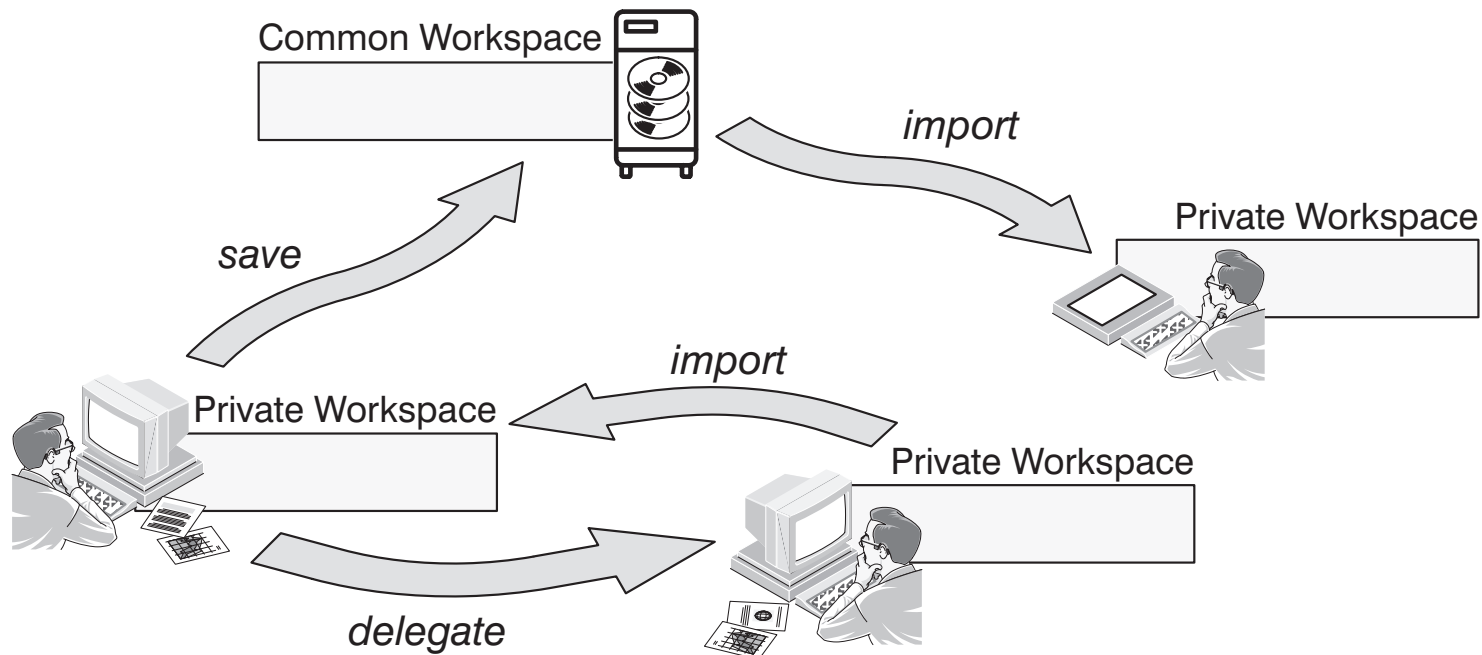 Common Workspace
import
Private Workspace
save
import
Private Workspace
Private Workspace
delegate